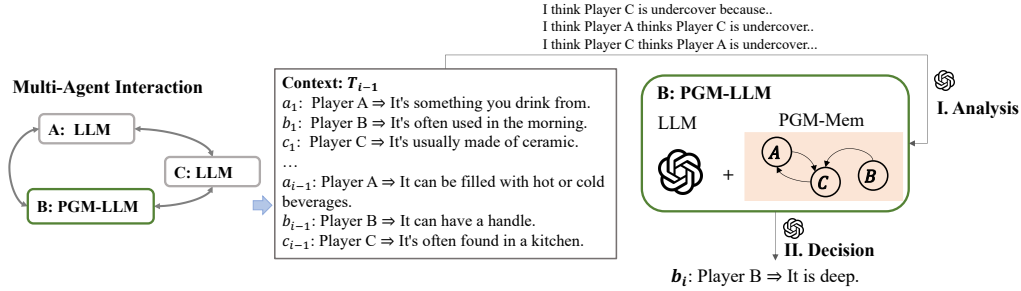 I think Player C is undercover because..
I think Player A thinks Player C is undercover..
I think Player C thinks Player A is undercover...
Multi-Agent Interaction
A: LLM
C: LLM
B: PGM-LLM
Context: T_{i-1}
a_1: Player A ⇒ It's something you drink from.
b_1: Player B ⇒ It's often used in the morning.
c_1: Player C ⇒ It's usually made of ceramic.
...
a_{i-1}: Player A ⇒ It can be filled with hot or cold
beverages.
b_{i-1}: Player B ⇒ It can have a handle.
c_{i-1}: Player C ⇒ It's often found in a kitchen.
B: PGM-LLM
LLM
PGM-Mem
+
A
C
B
I. Analysis
II. Decision
b_i: Player B ⇒ It is deep.